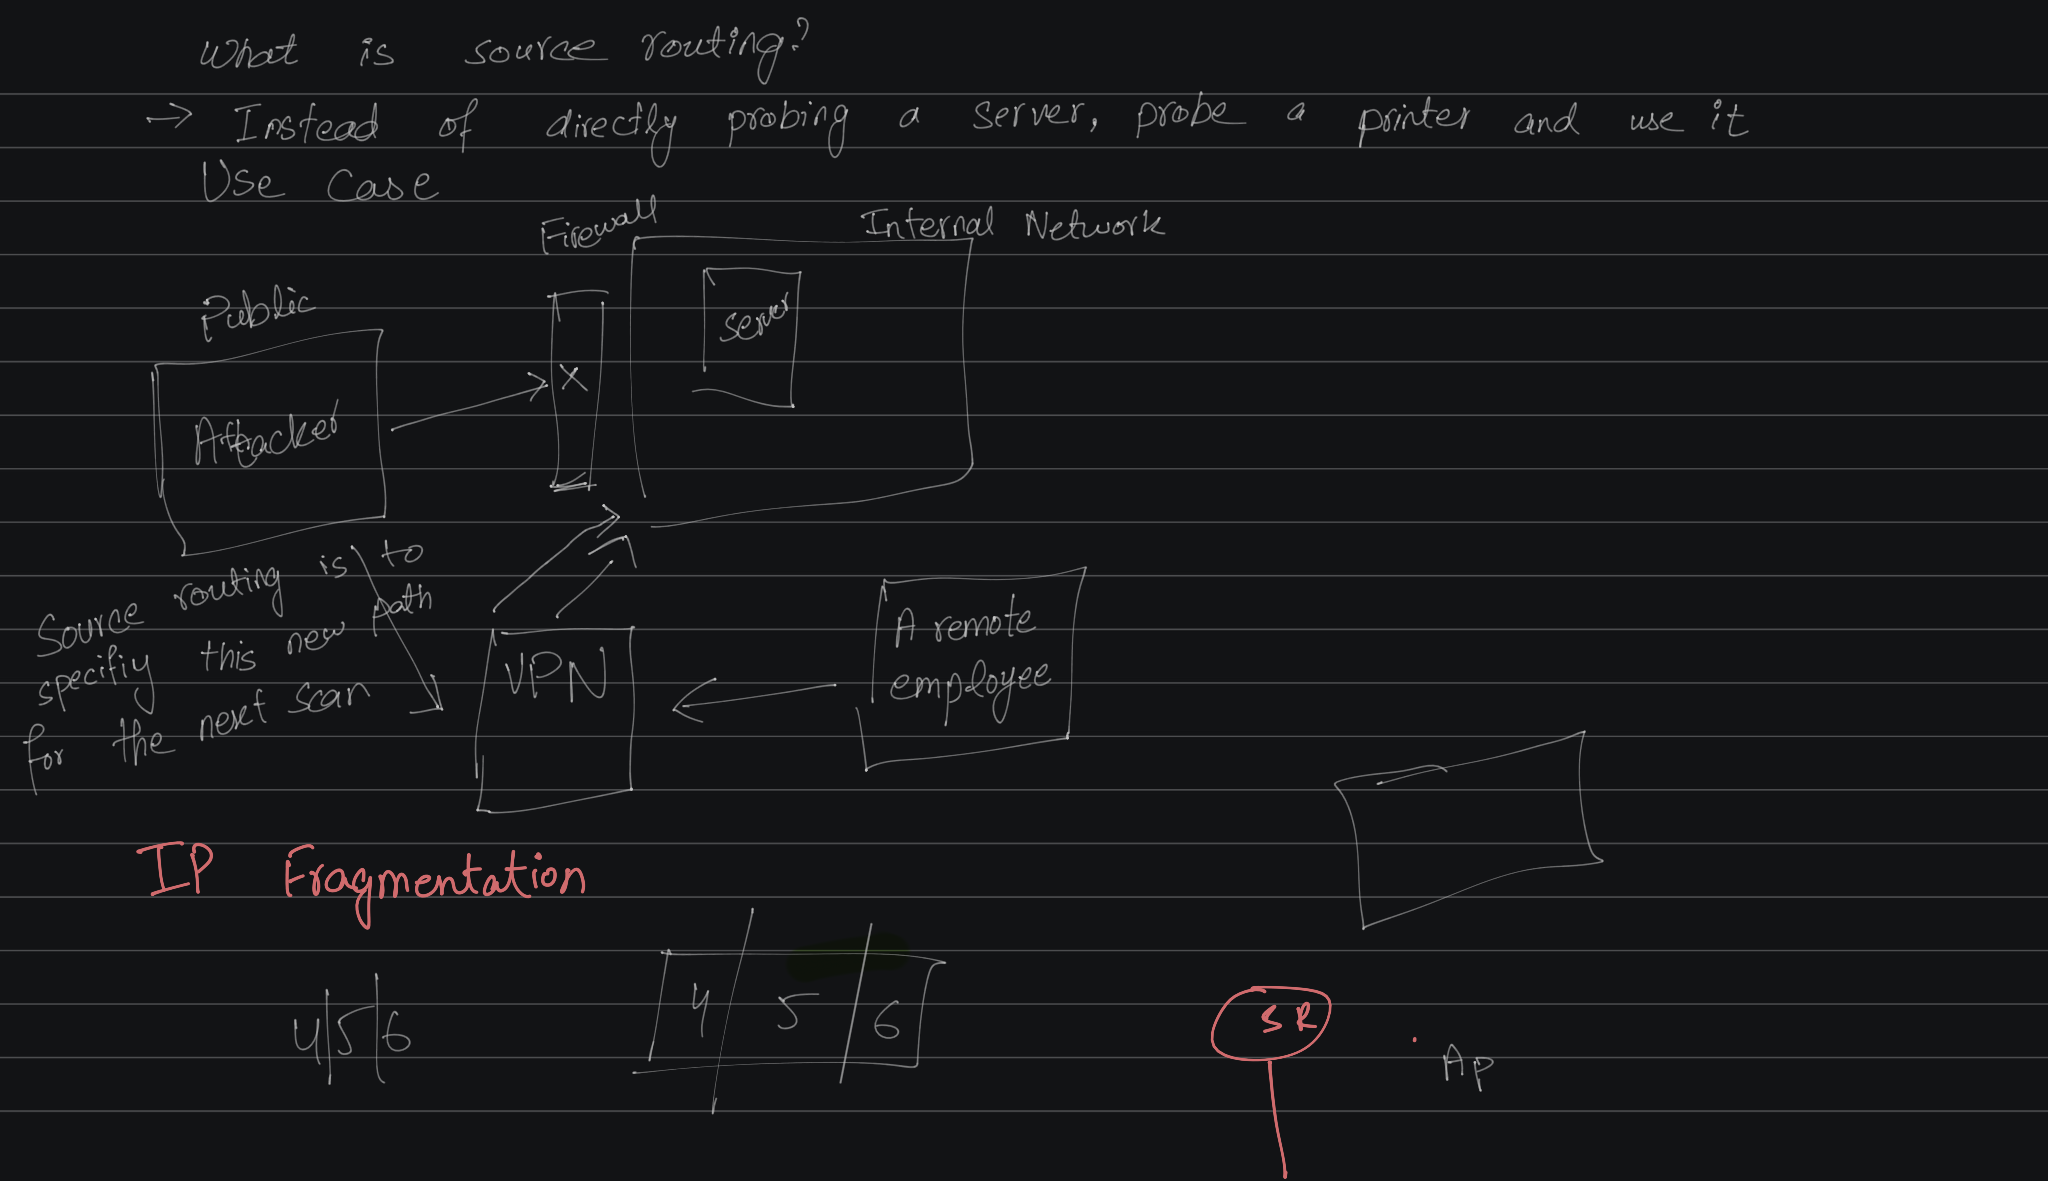 What is source routing?
→ Instead of directly probing a server, probe a printer and use it
Use Case
Firewall
Internal Network
Public
Server
X
Attacker
Source routing is to
specifiy this new path
for the next scan
VPN
A remote
employee
IP Fragmentation
4|5|6
4 5 6
SR
Ap